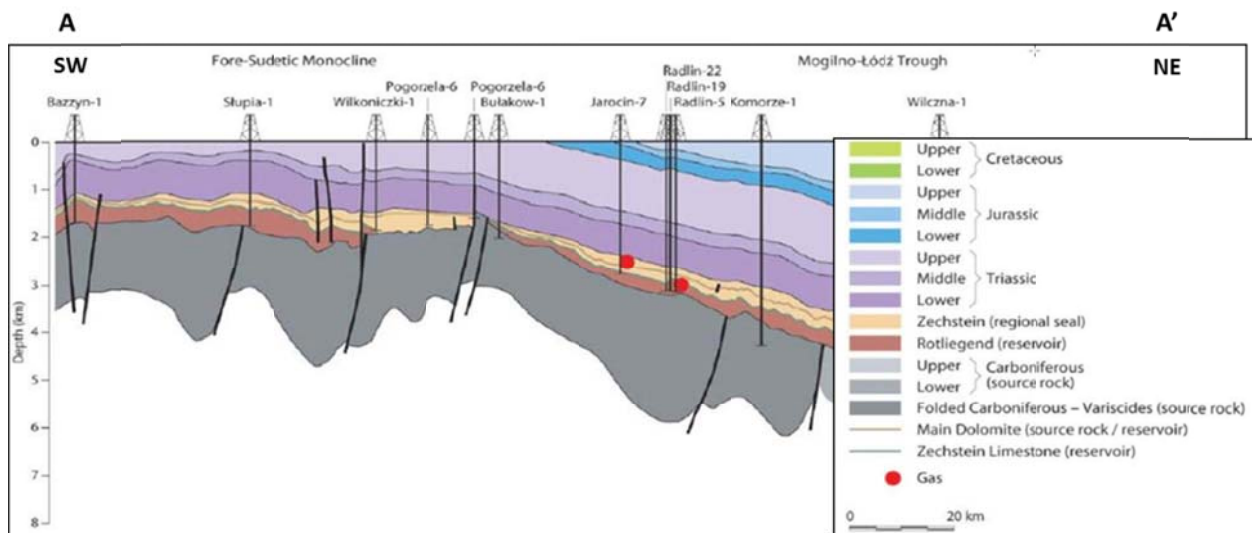 A A'
SW NE
Fore-Sudetic Monocline Mogilno-Łódź Trough
Radlin-22
Pogorzela-6 Pogorzela-6 Radlin-19
Bazzyn-1 Słupia-1 Wilkoniczki-1 Bułakow-1 Jarocin-7 Radlin-5 Komorze-1 Wilczna-1
0
1
2
3
4
5
6
7
8
Depth (km)
Upper
Lower
Cretaceous
Upper
Middle
Lower
Jurassic
Upper
Middle
Lower
Triassic
Zechstein (regional seal)
Rotliegend (reservoir)
Upper
Lower
Carboniferous
(source rock)
Folded Carboniferous – Variscides (source rock)
Main Dolomite (source rock / reservoir)
Zechstein Limestone (reservoir)
Gas
0 20 km